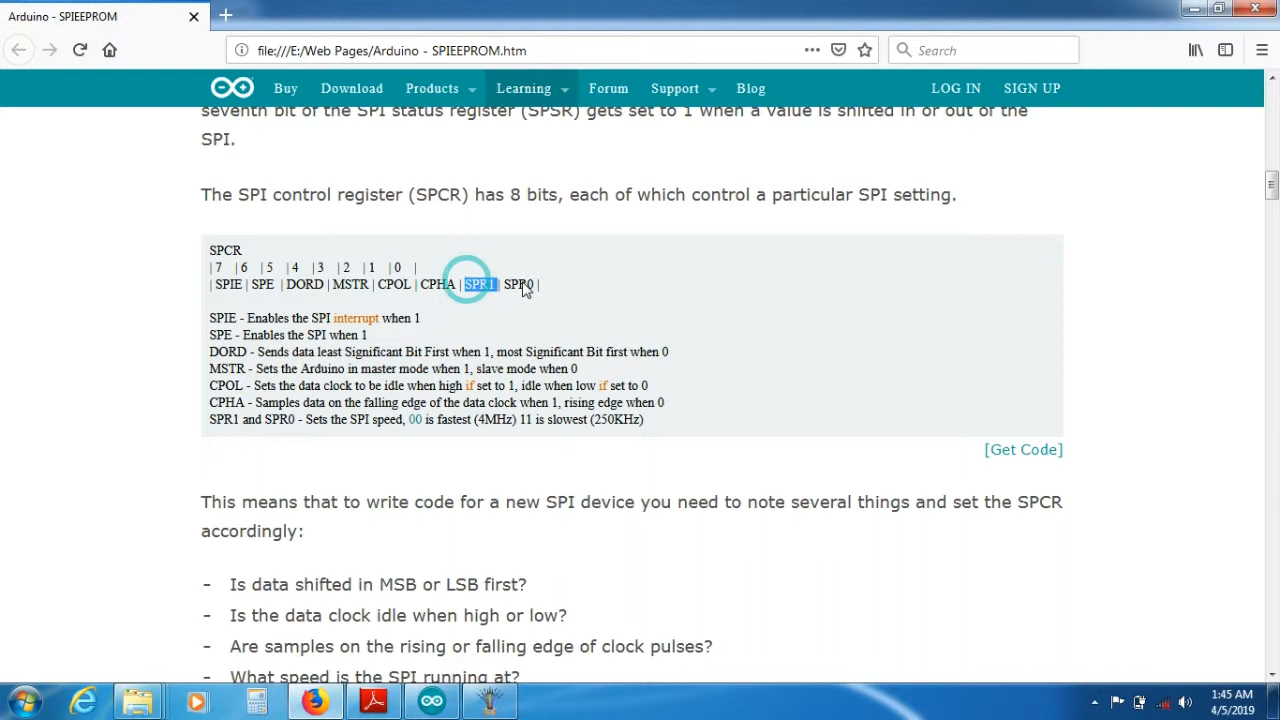 Arduino - SPIEEPROM
file:///E:/Web Pages/Arduino - SPIEEPROM.htm
Search
Buy Download Products Learning Forum Support Blog LOG IN SIGN UP
seventh bit of the SPI status register (SPSR) gets set to 1 when a value is shifted in or out of the
SPI.
The SPI control register (SPCR) has 8 bits, each of which control a particular SPI setting.
SPCR
| 7 | 6 | 5 | 4 | 3 | 2 | 1 | 0 |
| SPIE | SPE | DORD | MSTR | CPOL | CPHA | SPR1 | SPR0 |
SPIE - Enables the SPI interrupt when 1
SPE - Enables the SPI when 1
DORD - Sends data least Significant Bit First when 1, most Significant Bit first when 0
MSTR - Sets the Arduino in master mode when 1, slave mode when 0
CPOL - Sets the data clock to be idle when high if set to 1, idle when low if set to 0
CPHA - Samples data on the falling edge of the data clock when 1, rising edge when 0
SPR1 and SPR0 - Sets the SPI speed, 00 is fastest (4MHz) 11 is slowest (250KHz)
[Get Code]
This means that to write code for a new SPI device you need to note several things and set the SPCR
accordingly:
- Is data shifted in MSB or LSB first?
- Is the data clock idle when high or low?
- Are samples on the rising or falling edge of clock pulses?
- What speed is the SPI running at?
1:45 AM
4/5/2019